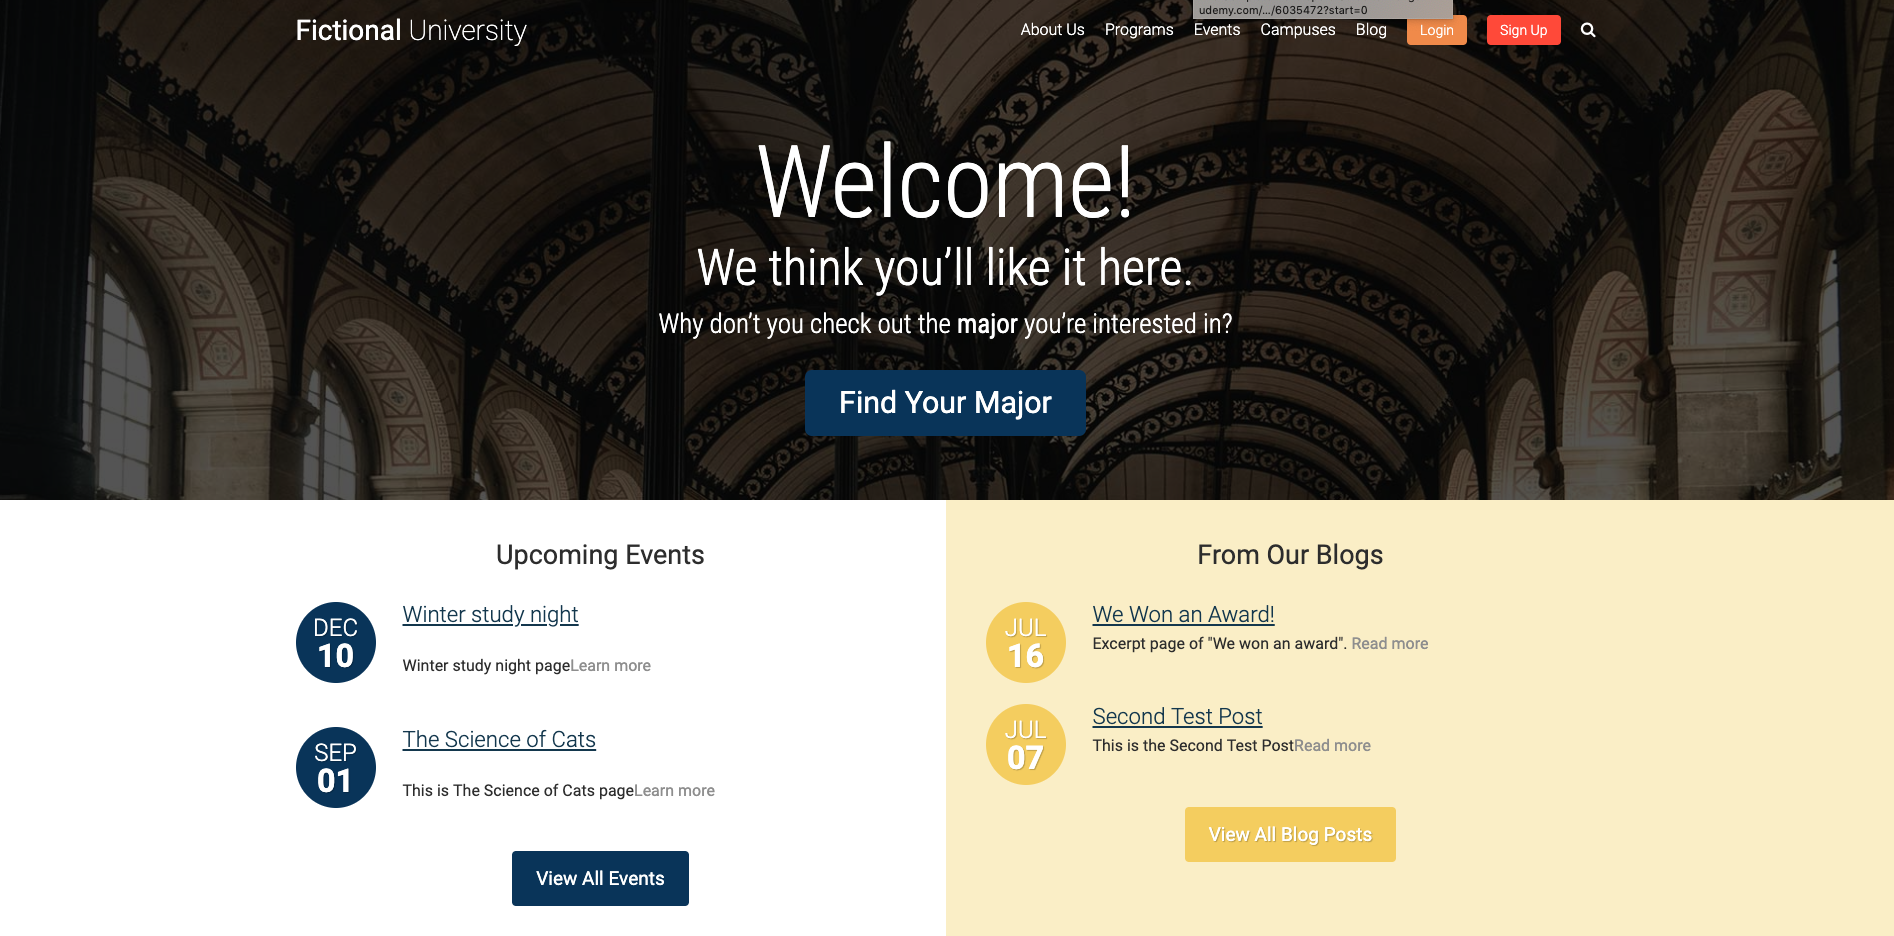 udemy.com/.../6035472?start=0
Fictional University
About Us Programs Events Campuses Blog Login Sign Up
Welcome!
We think you’ll like it here.
Why don’t you check out the major you’re interested in?
Find Your Major
Upcoming Events
DEC
10
Winter study night
Winter study night pageLearn more
SEP
01
The Science of Cats
This is The Science of Cats pageLearn more
View All Events
From Our Blogs
JUL
16
We Won an Award!
Excerpt page of "We won an award". Read more
JUL
07
Second Test Post
This is the Second Test PostRead more
View All Blog Posts